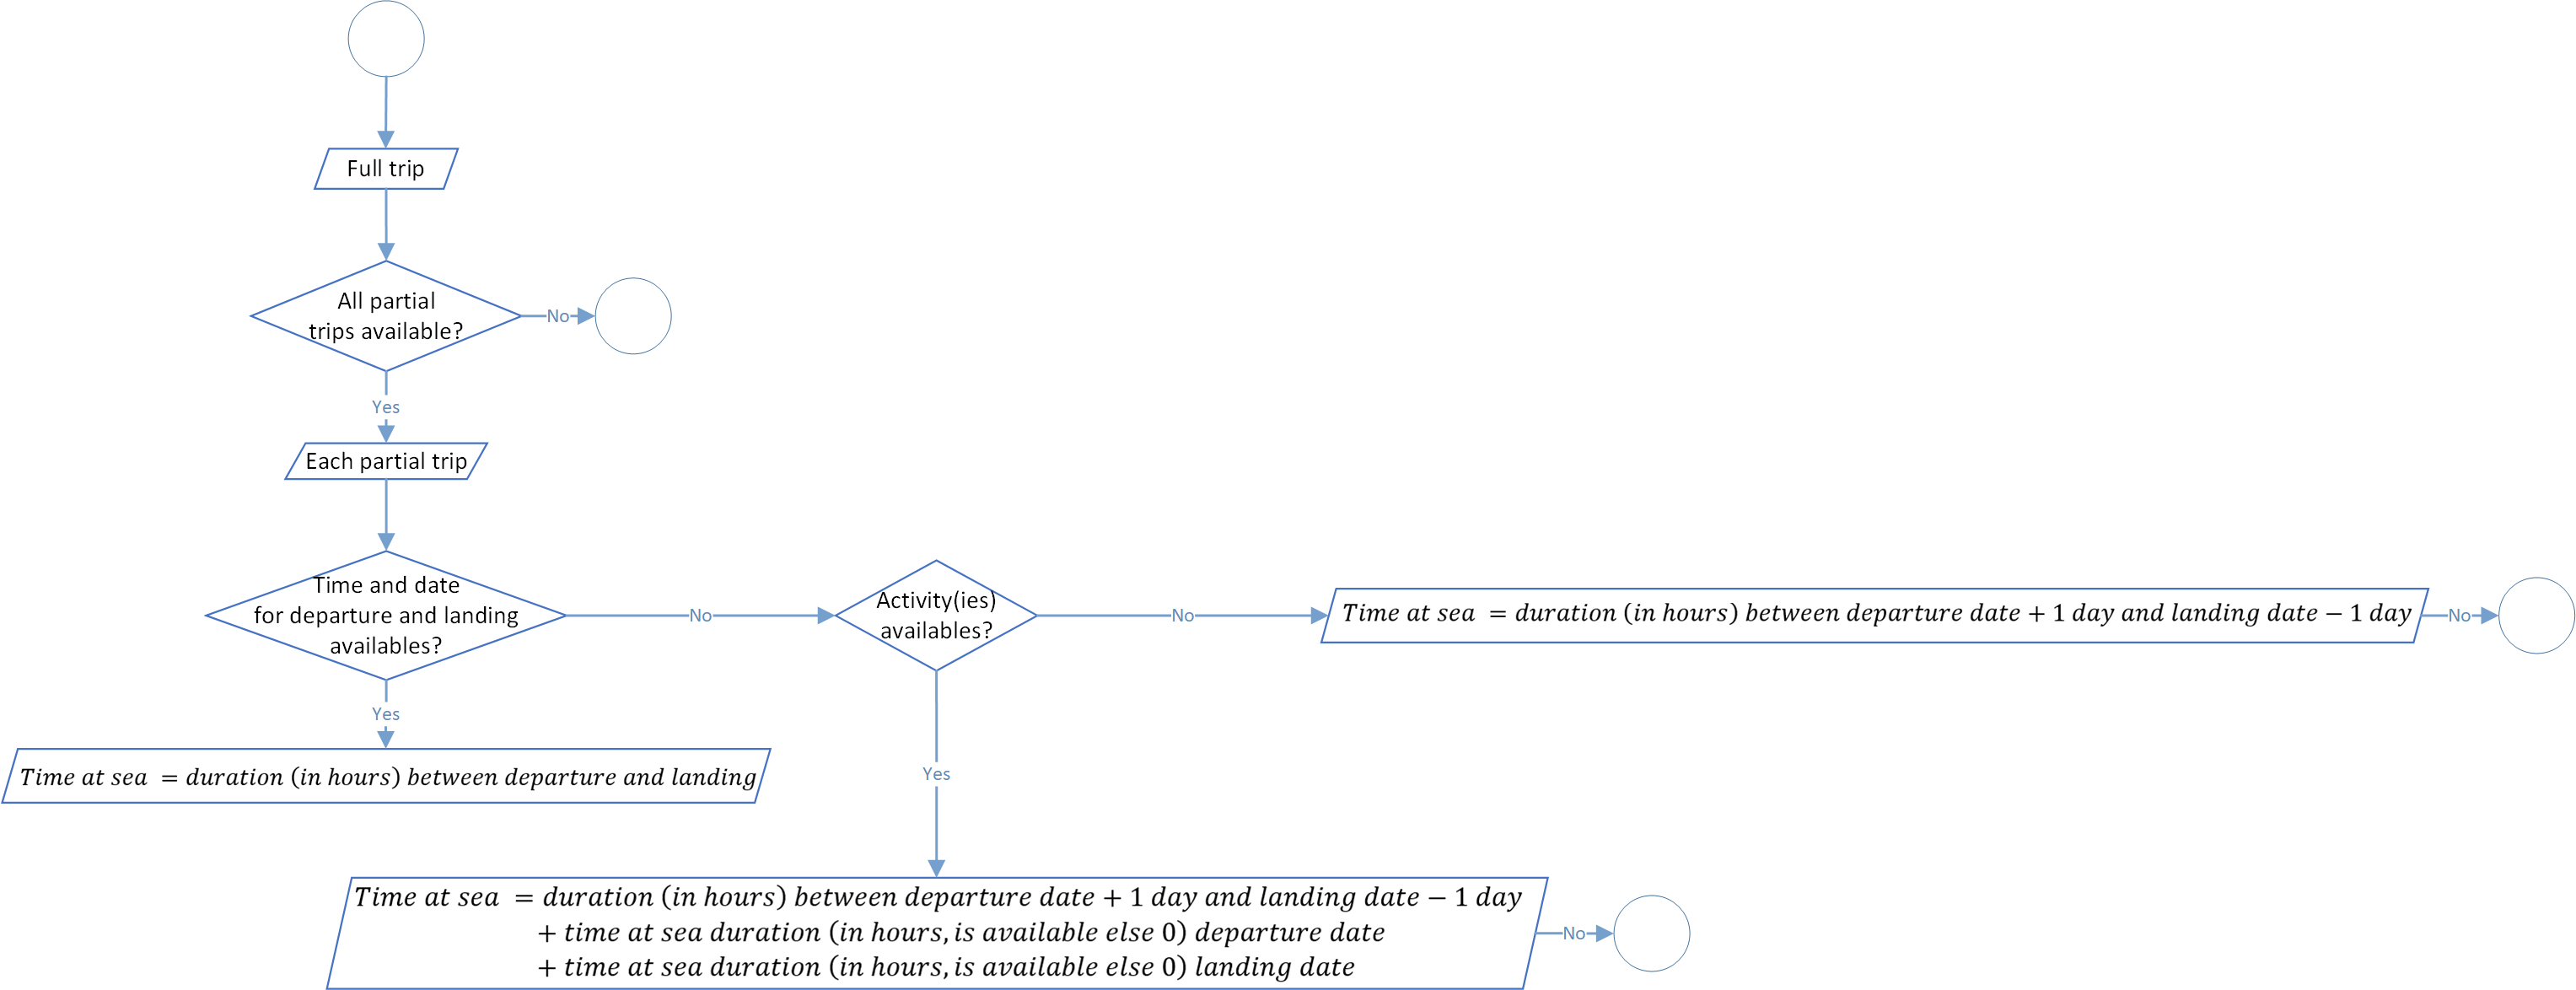 Full trip
All partial
trips available?
No
Yes
Each partial trip
Time and date
for departure and landing
availables?
No
Activity(ies)
availables?
No
Time at sea = duration (in hours) between departure date + 1 day and landing date − 1 day
No
Yes
Time at sea = duration (in hours) between departure and landing
Yes
Time at sea = duration (in hours) between departure date + 1 day and landing date − 1 day
+ time at sea duration (in hours, is available else 0) departure date
+ time at sea duration (in hours, is available else 0) landing date
No